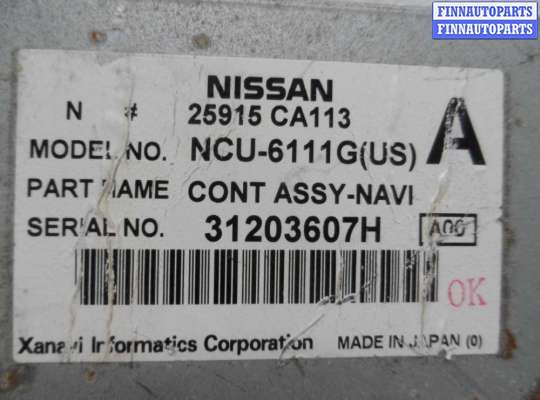 FINNAUTOPARTS
FINNAUTOPARTS
NISSAN
N # 25915 CA113
A
MODEL NO. NCU-6111G(US)
PART NAME CONT ASSY-NAVI
SERIAL NO. 31203607H A00
OK
Xanavi Informatics Corporation MADE IN JAPAN (0)